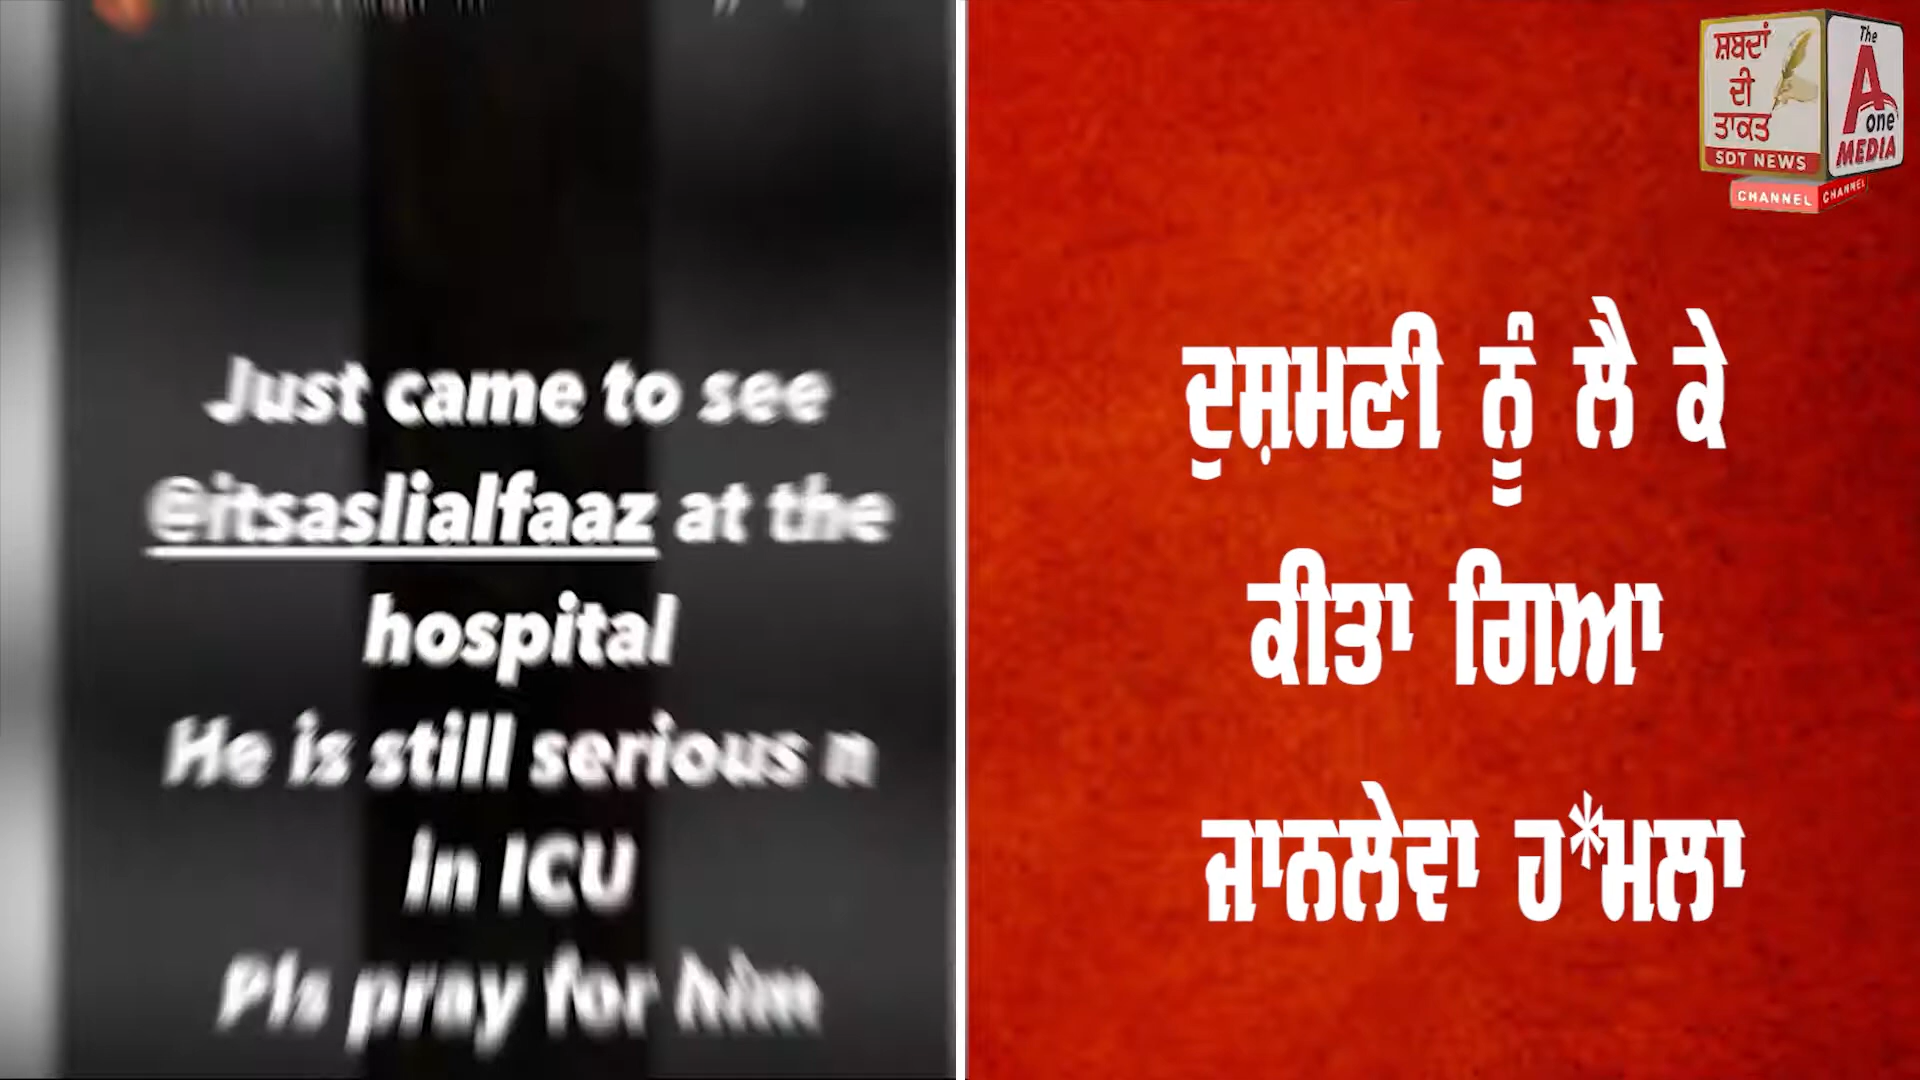 Just came to see
@itsaslialfaaz at the
hospital
He is still serious n
in ICU
Pls pray for him
ਦੁਸ਼ਮਣੀ ਨੂੰ ਲੈ ਕੇ
ਕੀਤਾ ਗਿਆ
ਜਾਨਲੇਵਾ ਹ*ਮਲਾ
ਸ਼ਬਦਾਂ
ਦੀ
ਤਾਕਤ
SDT NEWS
The
A
one
MEDIA
CHANNEL
CHANNEL